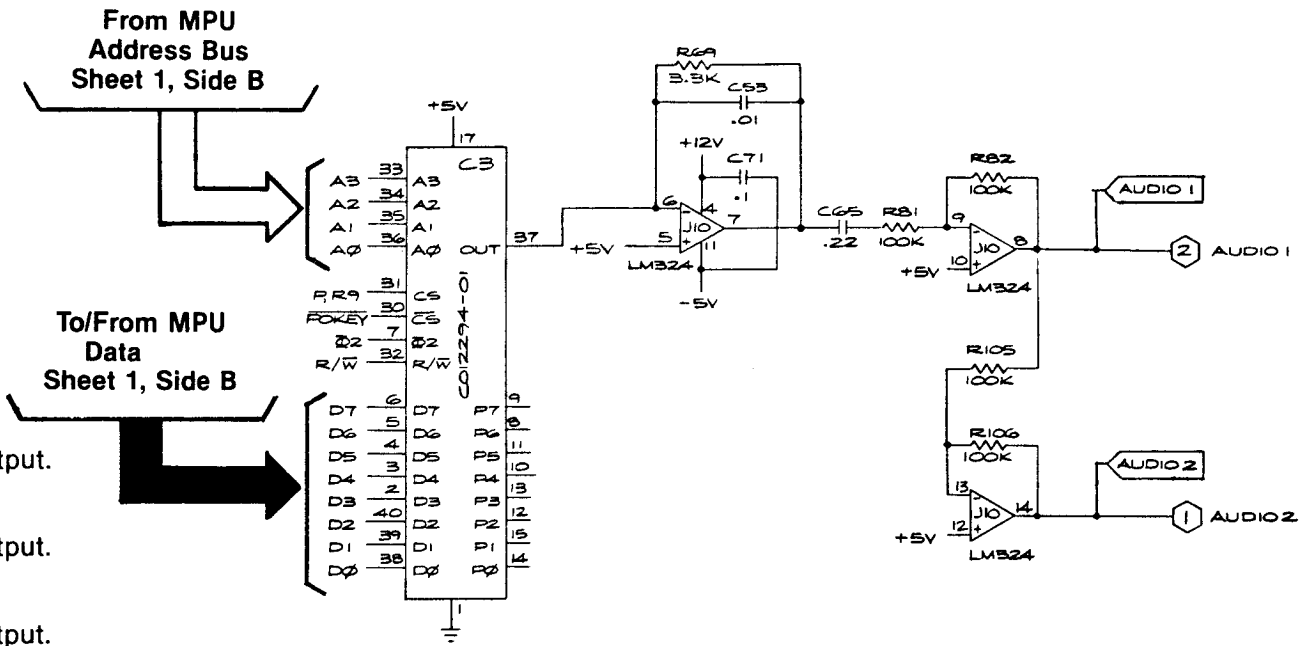 From MPU
Address Bus
Sheet 1, Side B
+5V
17
C3
A3 33 A3
A2 34 A2
A1 35 A1
AØ 36 AØ
OUT 37
P,R9 31 CS
P̅O̅K̅E̅Y̅ 30 C̅S̅
Φ2 7 Φ2
R/W̅ 32 R/W̅
CO12294-01
To/From MPU
Data
Sheet 1, Side B
D7 6 D7 P7 9
D6 5 D6 P6 8
D5 4 D5 P5 11
D4 3 D4 P4 10
D3 2 D3 P3 13
D2 40 D2 P2 12
D1 39 D1 P1 15
DØ 38 DØ PØ 14
1
tput.
tput.
tput.
R69
3.3K
C53
.01
+12V
C71
.1
6 - 4
J10 7
+5V 5 + 11
LM324
-5V
C65
.22
R81
100K
R82
100K
9 -
J10 8
+5V 10 +
LM324
AUDIO 1
2 AUDIO 1
R105
100K
R106
100K
13 -
J10 14
+5V 12 +
LM324
AUDIO 2
1 AUDIO 2